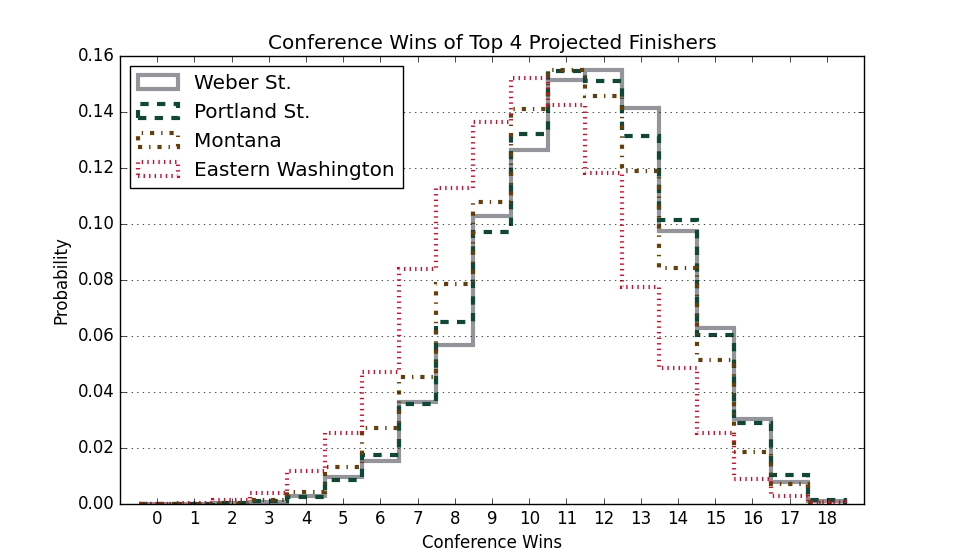 Conference Wins of Top 4 Projected Finishers
0.16
0.14
0.12
0.10
0.08
0.06
0.04
0.02
0.00
Probability
Weber St.
Portland St.
Montana
Eastern Washington
0 1 2 3 4 5 6 7 8 9 10 11 12 13 14 15 16 17 18
Conference Wins